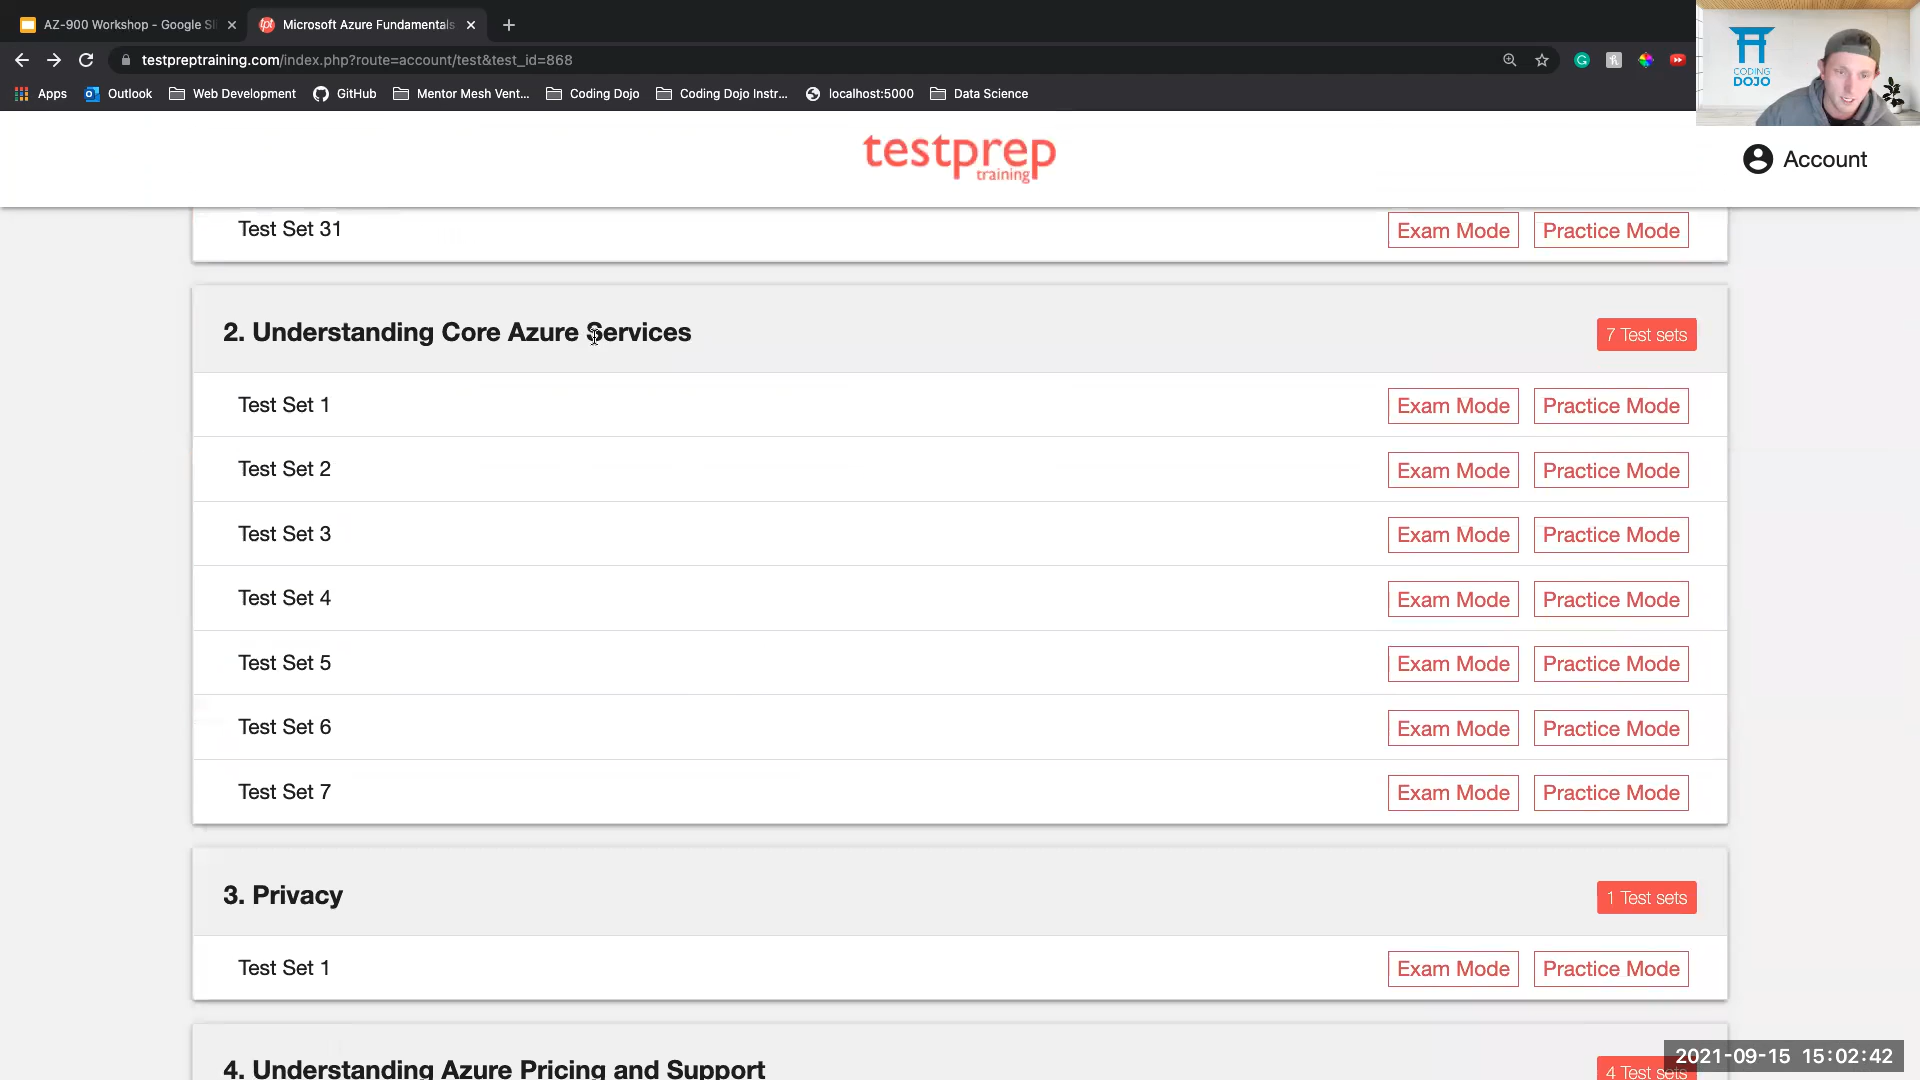 AZ-900 Workshop - Google Sli
Microsoft Azure Fundamentals
testpreptraining.com/index.php?route=account/test&test_id=868
Apps
Outlook
Web Development
GitHub
Mentor Mesh Vent...
Coding Dojo
Coding Dojo Instr...
localhost:5000
Data Science
CODING
DOJO
testprep
training
Account
Test Set 31
Exam Mode
Practice Mode
2. Understanding Core Azure Services
7 Test sets
Test Set 1
Exam Mode
Practice Mode
Test Set 2
Exam Mode
Practice Mode
Test Set 3
Exam Mode
Practice Mode
Test Set 4
Exam Mode
Practice Mode
Test Set 5
Exam Mode
Practice Mode
Test Set 6
Exam Mode
Practice Mode
Test Set 7
Exam Mode
Practice Mode
3. Privacy
1 Test sets
Test Set 1
Exam Mode
Practice Mode
4. Understanding Azure Pricing and Support
4 Test sets
2021-09-15 15:02:42